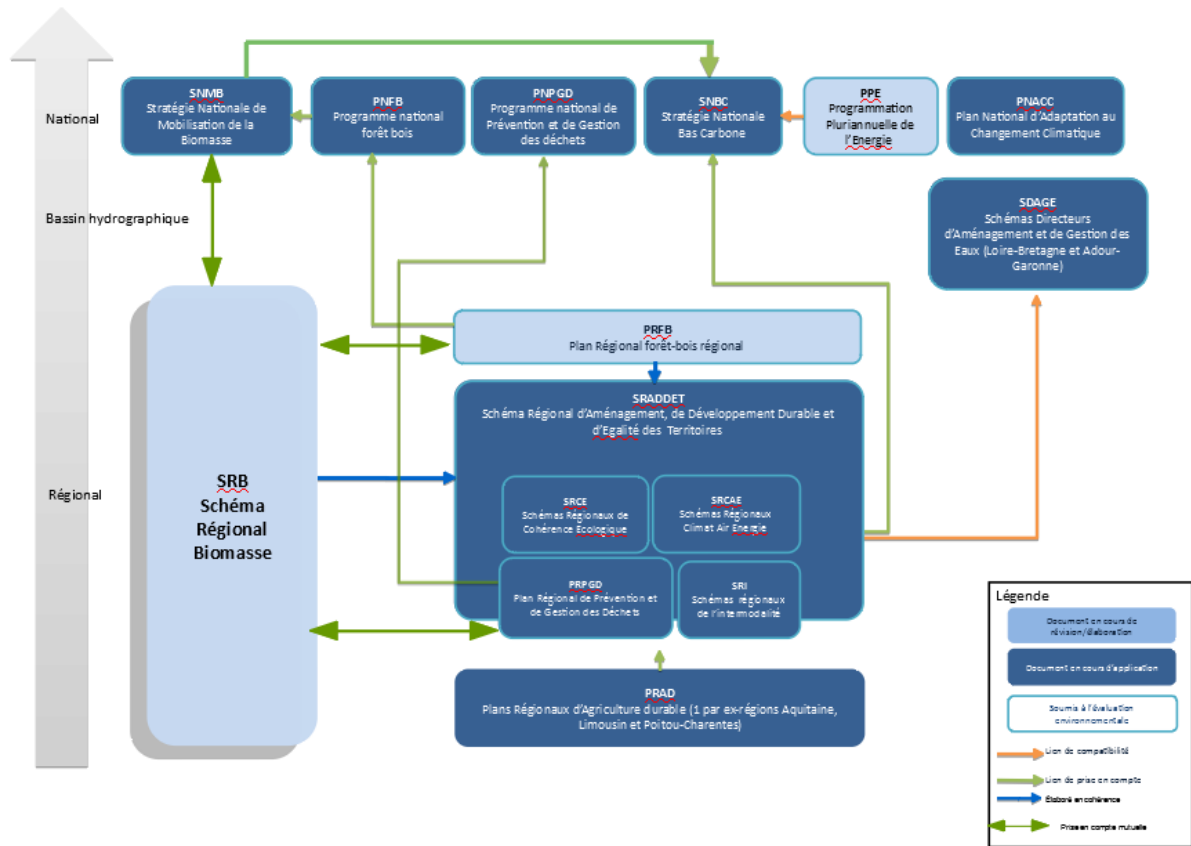 National
SNMB
Stratégie Nationale de
Mobilisation de la
Biomasse
PNFB
Programme national
forêt bois
PNPGD
Programme national de
Prévention et de Gestion
des déchets
SNBC
Stratégie Nationale
Bas Carbone
PPE
Programmation
Pluriannuelle de
l'Energie
PNACC
Plan National d'Adaptation au
Changement Climatique
Bassin hydrographique
SDAGE
Schémas Directeurs
d'Aménagement et de Gestion des
Eaux (Loire-Bretagne et Adour-
Garonne)
Régional
SRB
Schéma
Régional
Biomasse
PRFB
Plan Régional forêt-bois régional
SRADDET
Schéma Régional d'Aménagement, de Développement Durable et
d'Egalité des Territoires
SRCE
Schémas Régionaux de
Cohérence Ecologique
SRCAE
Schémas Régionaux
Climat Air Energie
PRPGD
Plan Régional de Prévention et
de Gestion des Déchets
SRI
Schémas régionaux
de l'intermodalité
PRAD
Plans Régionaux d'Agriculture durable (1 par ex-régions Aquitaine,
Limousin et Poitou-Charentes)
Légende
Document en cours de
révision/élaboration
Document en cours d'application
Soumis à l'évaluation
environnementale
Lien de compatibilité
Lien de prise en compte
Élaboré en cohérence
Prise en compte mutuelle